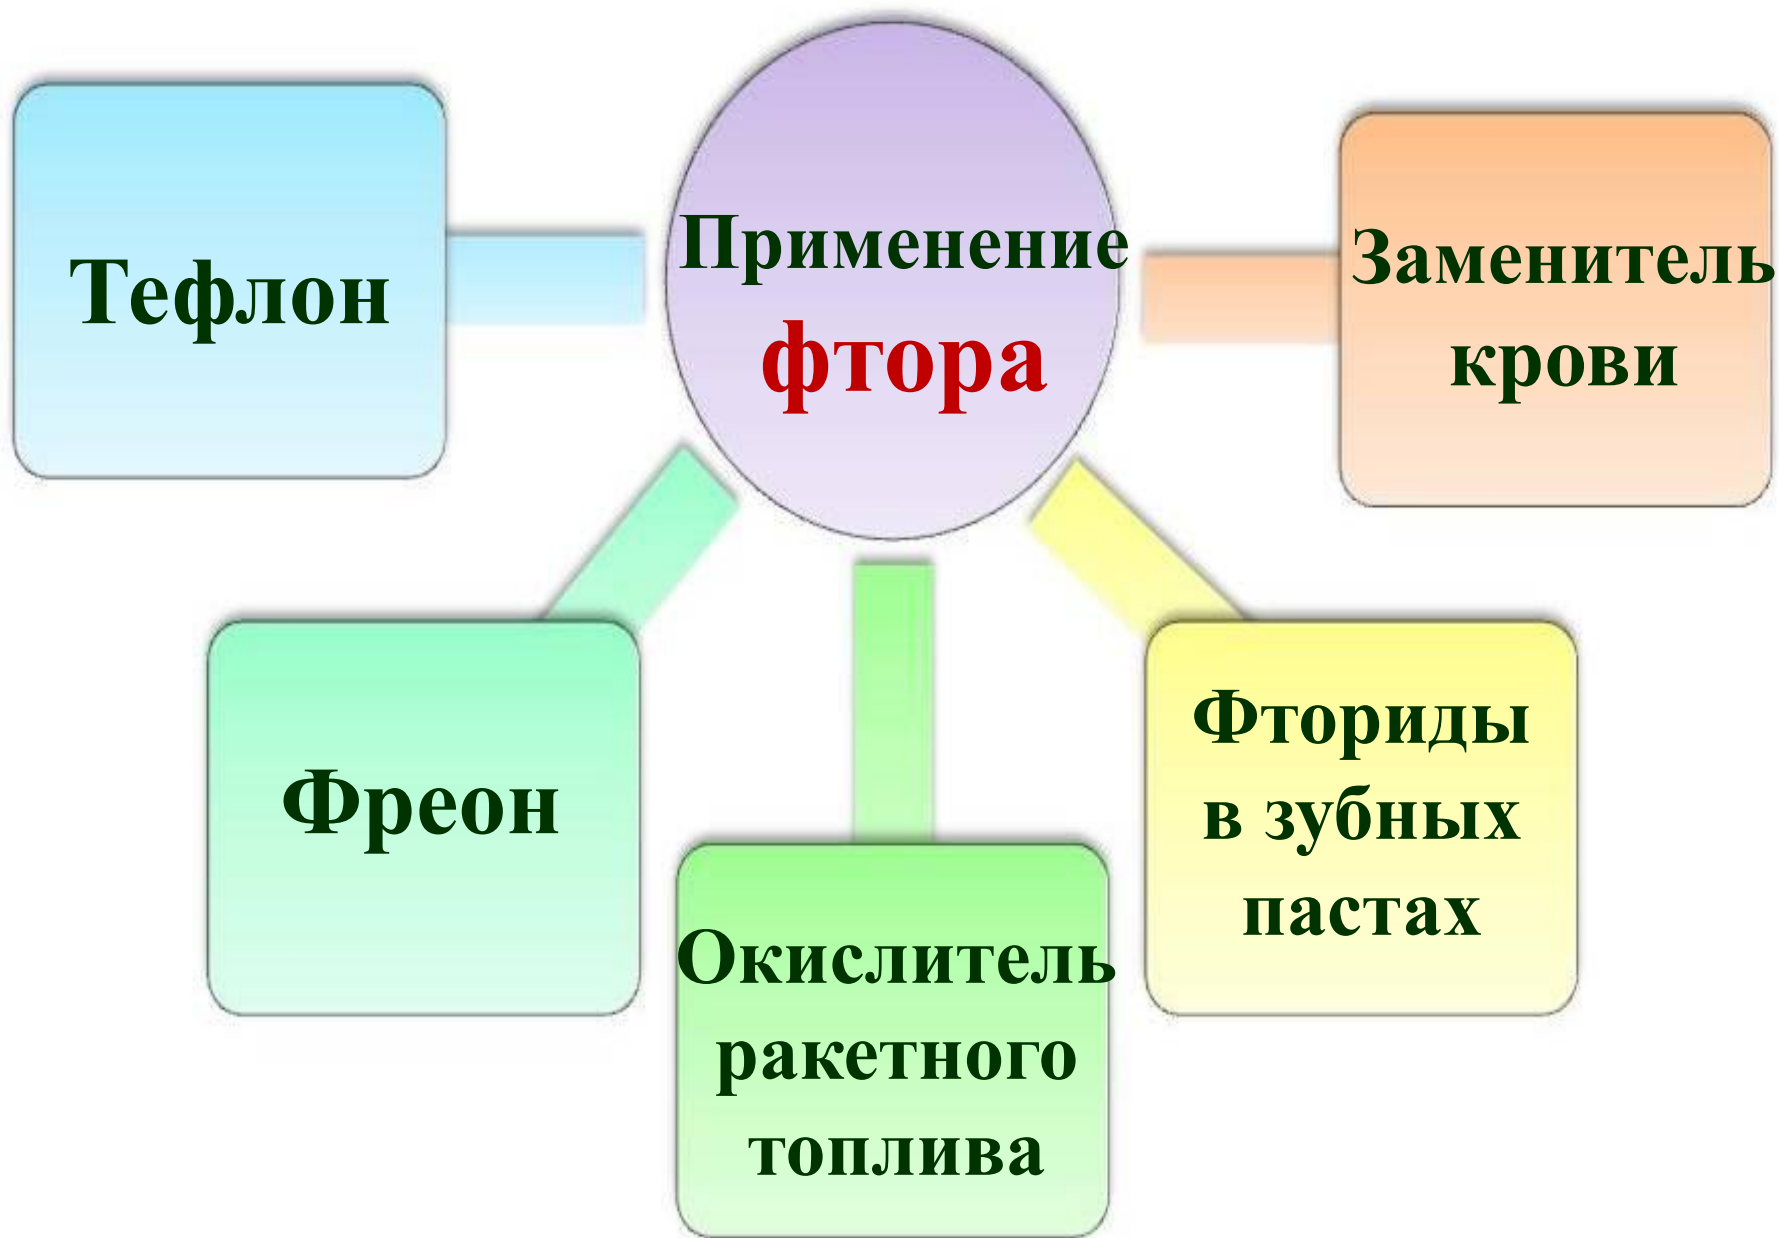 Применение
фтора
Тефлон
Фреон
Окислитель
ракетного
топлива
Фториды
в зубных
пастах
Заменитель
крови